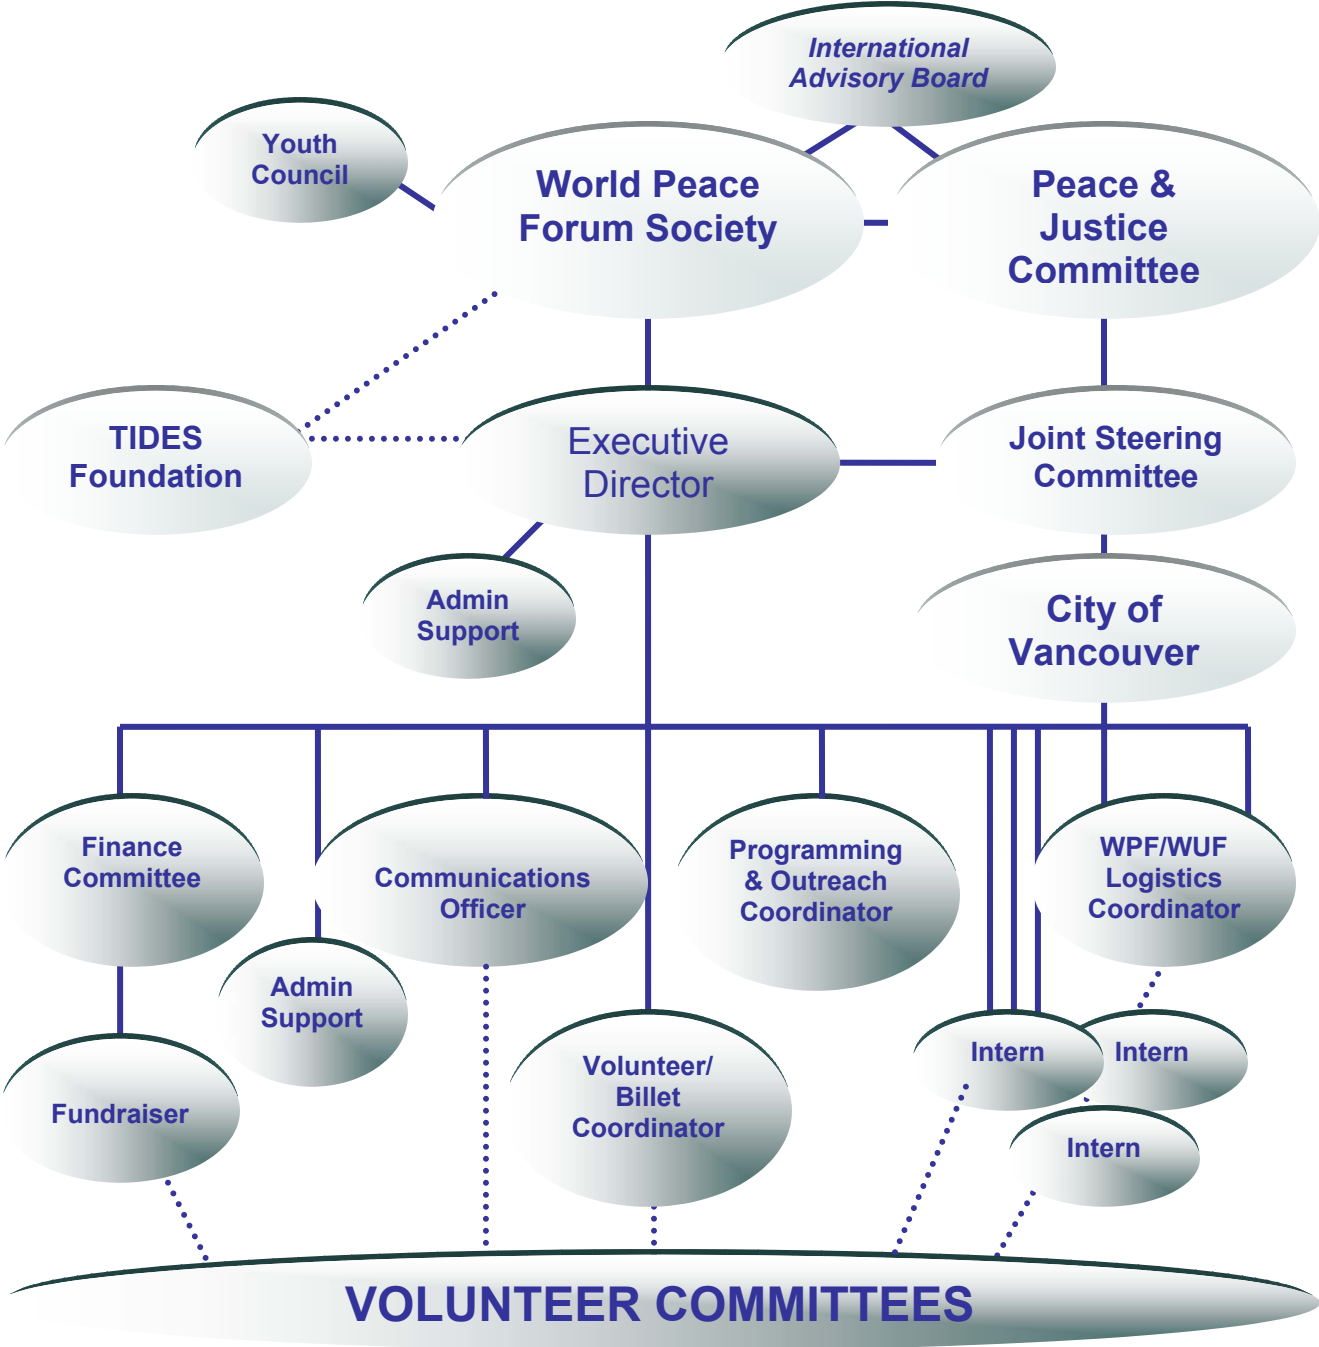 International
Advisory Board
Youth
Council
World Peace
Forum Society
Peace &
Justice
Committee
TIDES
Foundation
Executive
Director
Joint Steering
Committee
Admin
Support
City of
Vancouver
Finance
Committee
Communications
Officer
Programming
& Outreach
Coordinator
WPF/WUF
Logistics
Coordinator
Admin
Support
Fundraiser
Volunteer/
Billet
Coordinator
Intern
Intern
Intern
VOLUNTEER COMMITTEES